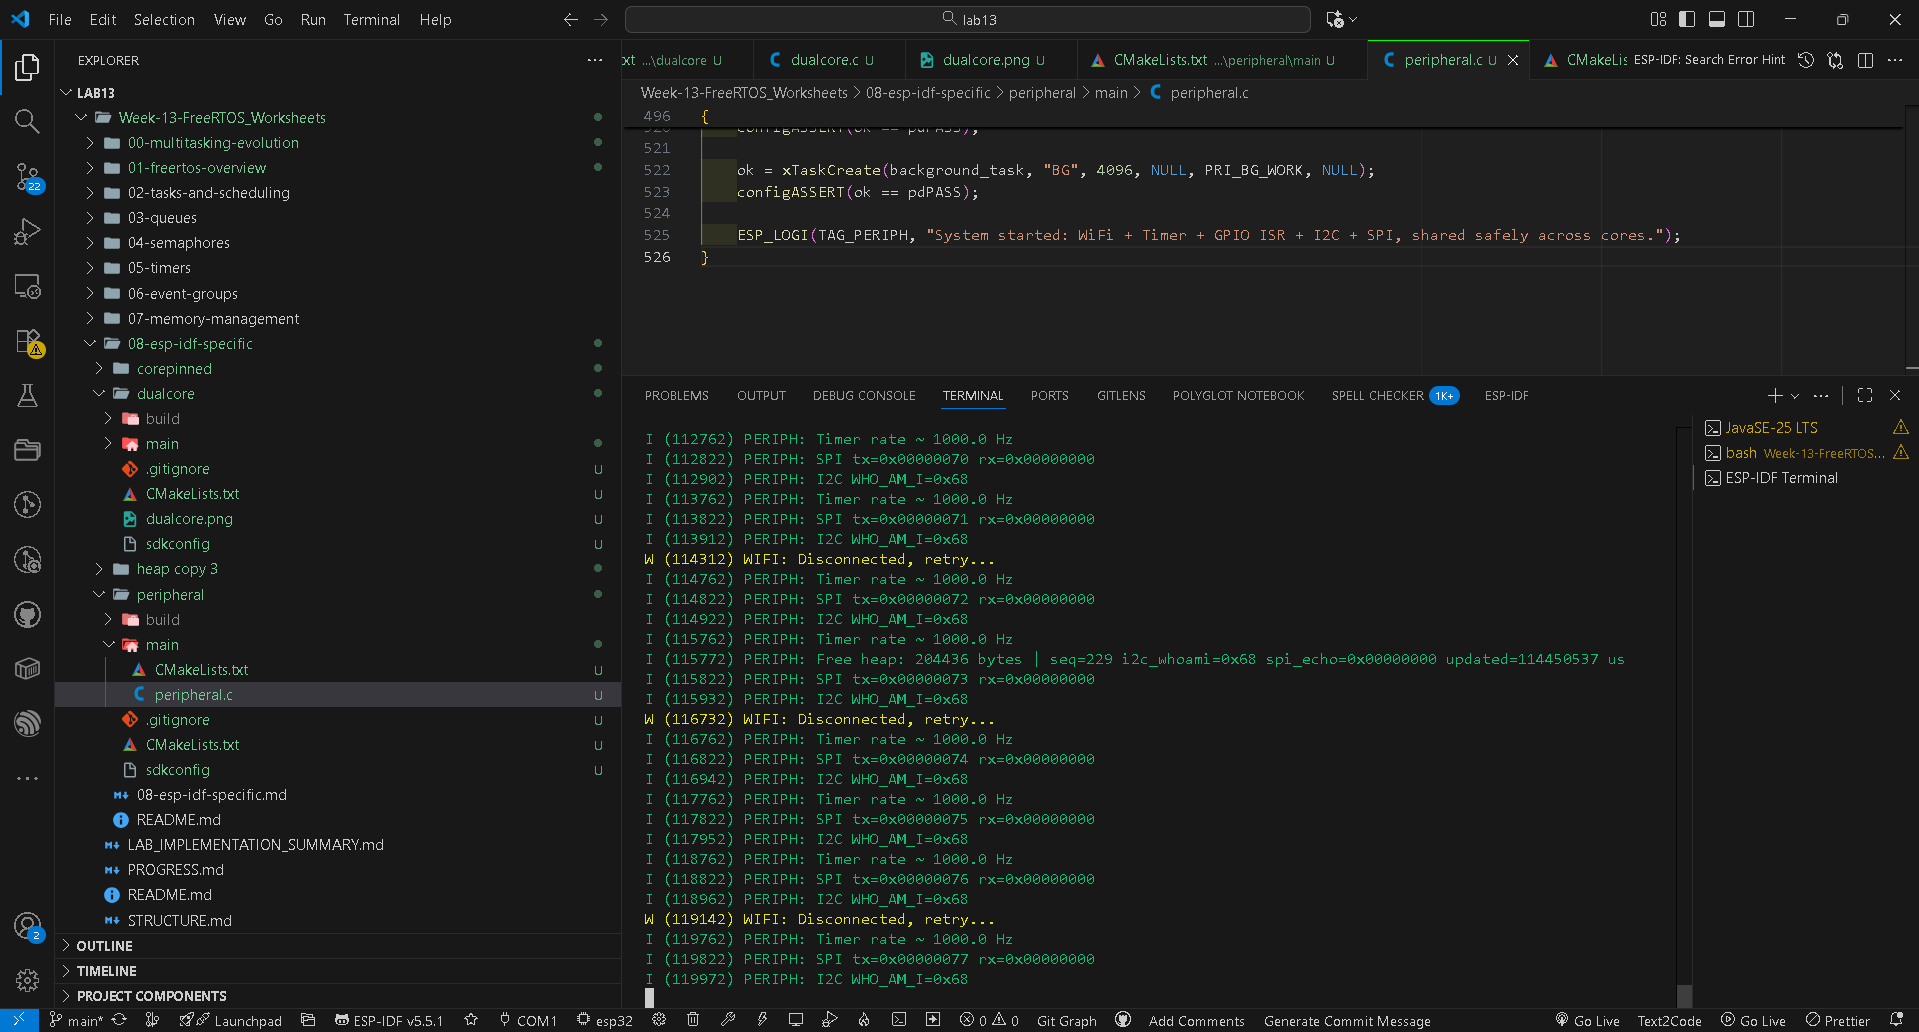 File Edit Selection View Go Run Terminal Help
lab13
EXPLORER
LAB13
Week-13-FreeRTOS_Worksheets
00-multitasking-evolution
01-freertos-overview
02-tasks-and-scheduling
03-queues
04-semaphores
05-timers
06-event-groups
07-memory-management
08-esp-idf-specific
corepinned
dualcore
build
main
.gitignore U
CMakeLists.txt U
dualcore.png U
sdkconfig U
heap copy 3
peripheral
build
main
CMakeLists.txt U
peripheral.c U
.gitignore U
CMakeLists.txt U
sdkconfig U
08-esp-idf-specific.md
README.md
LAB_IMPLEMENTATION_SUMMARY.md
PROGRESS.md
README.md
STRUCTURE.md
OUTLINE
TIMELINE
PROJECT COMPONENTS
22
2
xt ...\dualcore U dualcore.c U dualcore.png U CMakeLists.txt ...\peripheral\main U peripheral.c U CMakeLis ESP-IDF: Search Error Hint
Week-13-FreeRTOS_Worksheets > 08-esp-idf-specific > peripheral > main > peripheral.c
496 {
520 configASSERT(ok == pdPASS);
521
522 ok = xTaskCreate(background_task, "BG", 4096, NULL, PRI_BG_WORK, NULL);
523 configASSERT(ok == pdPASS);
524
525 ESP_LOGI(TAG_PERIPH, "System started: WiFi + Timer + GPIO ISR + I2C + SPI, shared safely across cores.");
526 }
PROBLEMS OUTPUT DEBUG CONSOLE TERMINAL PORTS GITLENS POLYGLOT NOTEBOOK SPELL CHECKER 1K+ ESP-IDF
I (112762) PERIPH: Timer rate ~ 1000.0 Hz
I (112822) PERIPH: SPI tx=0x00000070 rx=0x00000000
I (112902) PERIPH: I2C WHO_AM_I=0x68
I (113762) PERIPH: Timer rate ~ 1000.0 Hz
I (113822) PERIPH: SPI tx=0x00000071 rx=0x00000000
I (113912) PERIPH: I2C WHO_AM_I=0x68
W (114312) WIFI: Disconnected, retry...
I (114762) PERIPH: Timer rate ~ 1000.0 Hz
I (114822) PERIPH: SPI tx=0x00000072 rx=0x00000000
I (114922) PERIPH: I2C WHO_AM_I=0x68
I (115762) PERIPH: Timer rate ~ 1000.0 Hz
I (115772) PERIPH: Free heap: 204436 bytes | seq=229 i2c_whoami=0x68 spi_echo=0x00000000 updated=114450537 us
I (115822) PERIPH: SPI tx=0x00000073 rx=0x00000000
I (115932) PERIPH: I2C WHO_AM_I=0x68
W (116732) WIFI: Disconnected, retry...
I (116762) PERIPH: Timer rate ~ 1000.0 Hz
I (116822) PERIPH: SPI tx=0x00000074 rx=0x00000000
I (116942) PERIPH: I2C WHO_AM_I=0x68
I (117762) PERIPH: Timer rate ~ 1000.0 Hz
I (117822) PERIPH: SPI tx=0x00000075 rx=0x00000000
I (117952) PERIPH: I2C WHO_AM_I=0x68
I (118762) PERIPH: Timer rate ~ 1000.0 Hz
I (118822) PERIPH: SPI tx=0x00000076 rx=0x00000000
I (118962) PERIPH: I2C WHO_AM_I=0x68
W (119142) WIFI: Disconnected, retry...
I (119762) PERIPH: Timer rate ~ 1000.0 Hz
I (119822) PERIPH: SPI tx=0x00000077 rx=0x00000000
I (119972) PERIPH: I2C WHO_AM_I=0x68
JavaSE-25 LTS
bash Week-13-FreeRTOS...
ESP-IDF Terminal
main* Launchpad ESP-IDF v5.5.1 COM1 esp32 0 0 Git Graph Add Comments Generate Commit Message Go Live Text2Code Go Live Prettier